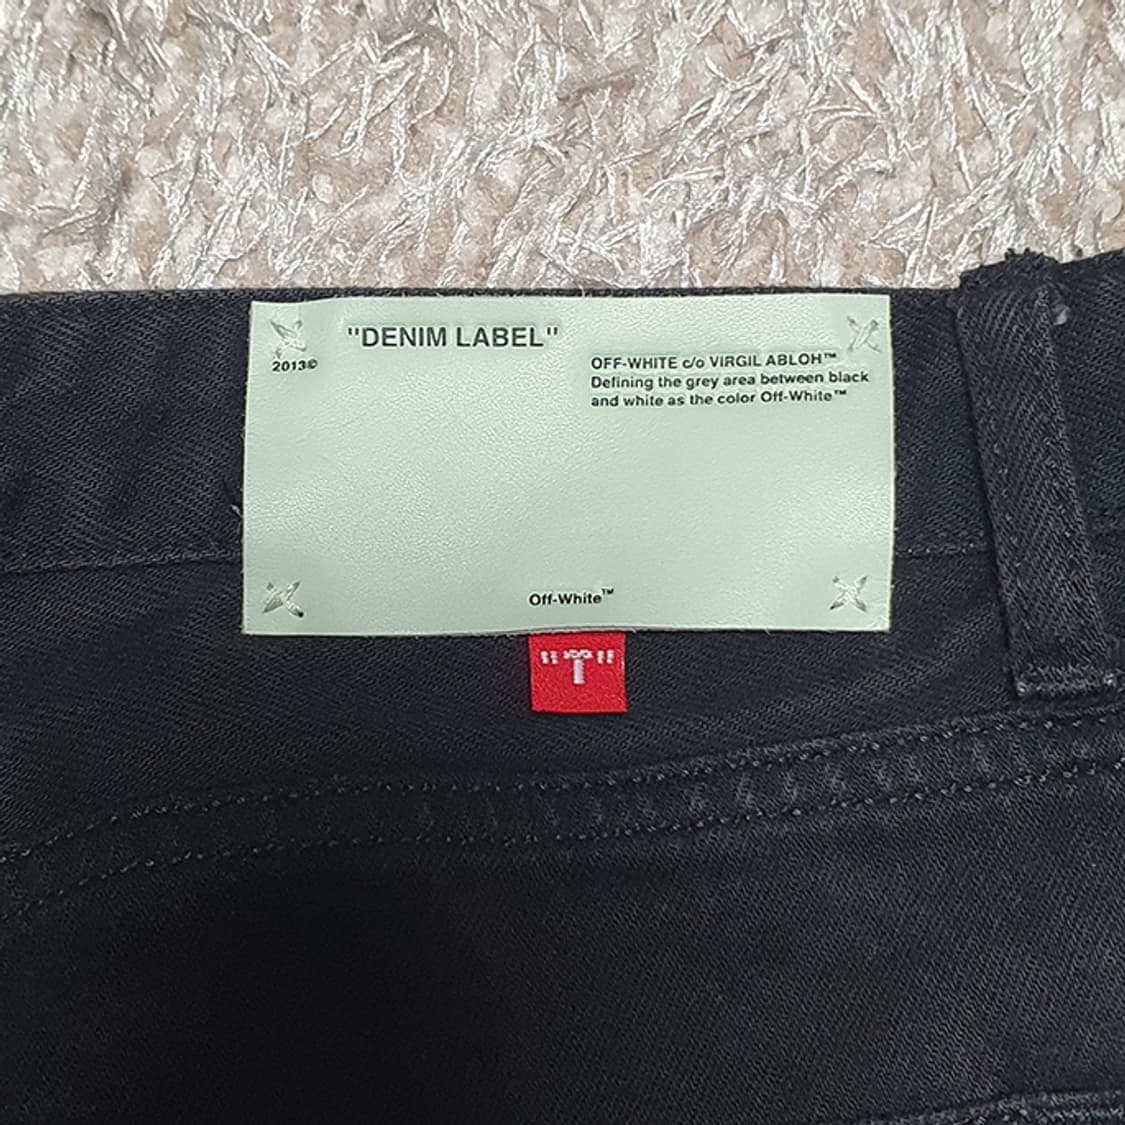 "DENIM LABEL"
2013©
OFF-WHITE c/o VIRGIL ABLOH™
Defining the grey area between black
and white as the color Off-White™
Off-White™
"T"